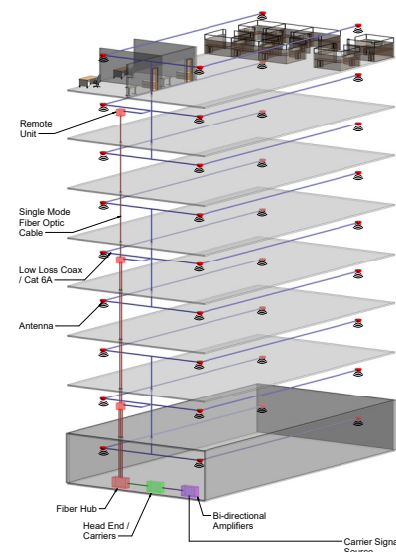 Remote
Unit
Single Mode
Fiber Optic
Cable
Low Loss Coax
/ Cat 6A
Antenna
Fiber Hub
Head End /
Carriers
Bi-directional
Amplifiers
Carrier Signa
Source